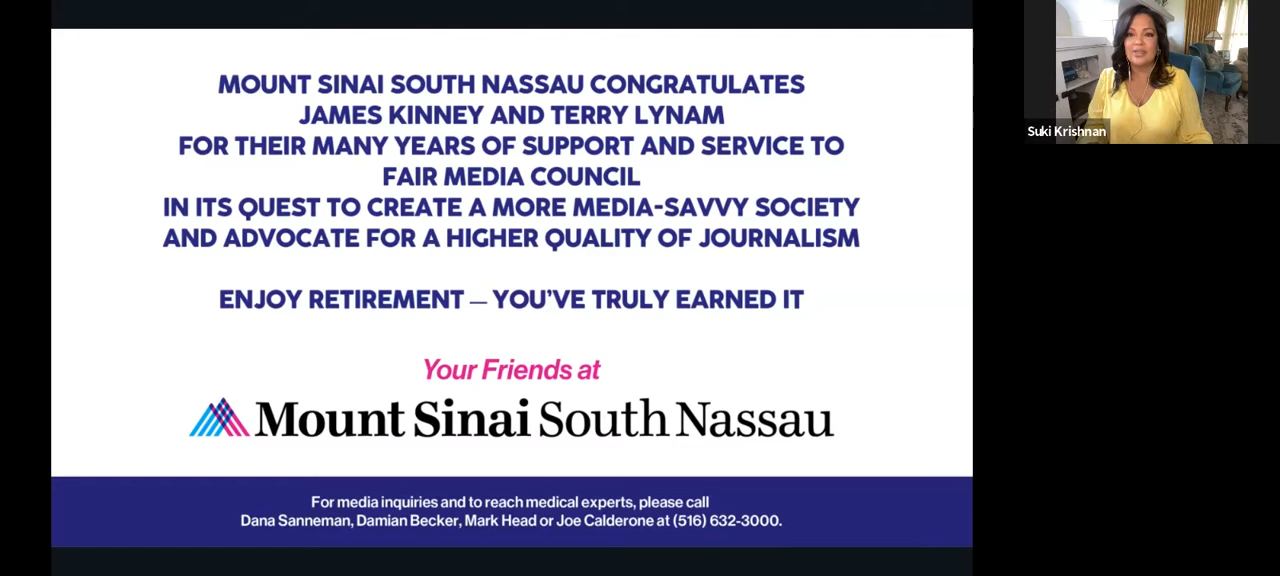 MOUNT SINAI SOUTH NASSAU CONGRATULATES
JAMES KINNEY AND TERRY LYNAM
FOR THEIR MANY YEARS OF SUPPORT AND SERVICE TO
FAIR MEDIA COUNCIL
IN ITS QUEST TO CREATE A MORE MEDIA-SAVVY SOCIETY
AND ADVOCATE FOR A HIGHER QUALITY OF JOURNALISM
ENJOY RETIREMENT — YOU'VE TRULY EARNED IT
Your Friends at
Mount Sinai South Nassau
For media inquiries and to reach medical experts, please call
Dana Sanneman, Damian Becker, Mark Head or Joe Calderone at (516) 632-3000.
Suki Krishnan